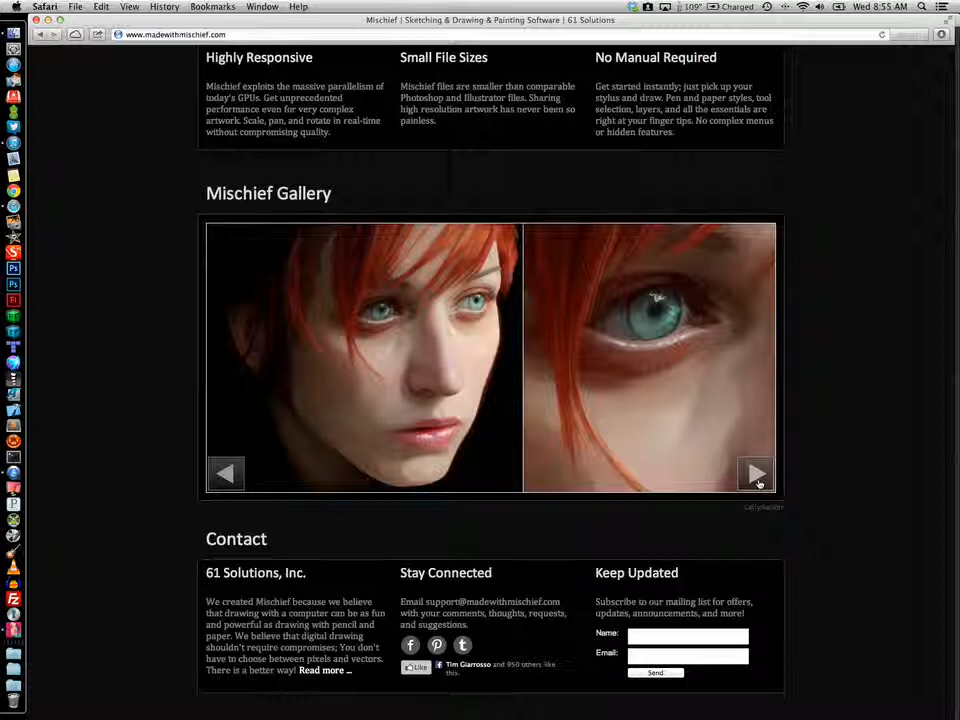 Safari File Edit View History Bookmarks Window Help 109° Charged Wed 8:55 AM
Mischief | Sketching & Drawing & Painting Software | 61 Solutions
www.madewithmischief.com
Highly Responsive
Mischief exploits the massive parallelism of
today's GPUs. Get unprecedented
performance even for very complex
artwork. Scale, pan, and rotate in real-time
without compromising quality.
Small File Sizes
Mischief files are smaller than comparable
Photoshop and Illustrator files. Sharing
high resolution artwork has never been so
painless.
No Manual Required
Get started instantly; just pick up your
stylus and draw. Pen and paper styles, tool
selection, layers, and all the essentials are
right at your finger tips. No complex menus
or hidden features.
Mischief Gallery
Contact
61 Solutions, Inc.
We created Mischief because we believe
that drawing with a computer can be as fun
and powerful as drawing with pencil and
paper. We believe that digital drawing
shouldn't require compromises; You don't
have to choose between pixels and vectors.
There is a better way! Read more ...
Stay Connected
Email support@madewithmischief.com
with your comments, thoughts, requests,
and suggestions.
Like Tim Giarrosso and 950 others like
this.
Keep Updated
Subscribe to our mailing list for offers,
updates, announcements, and more!
Name:
Email:
Send